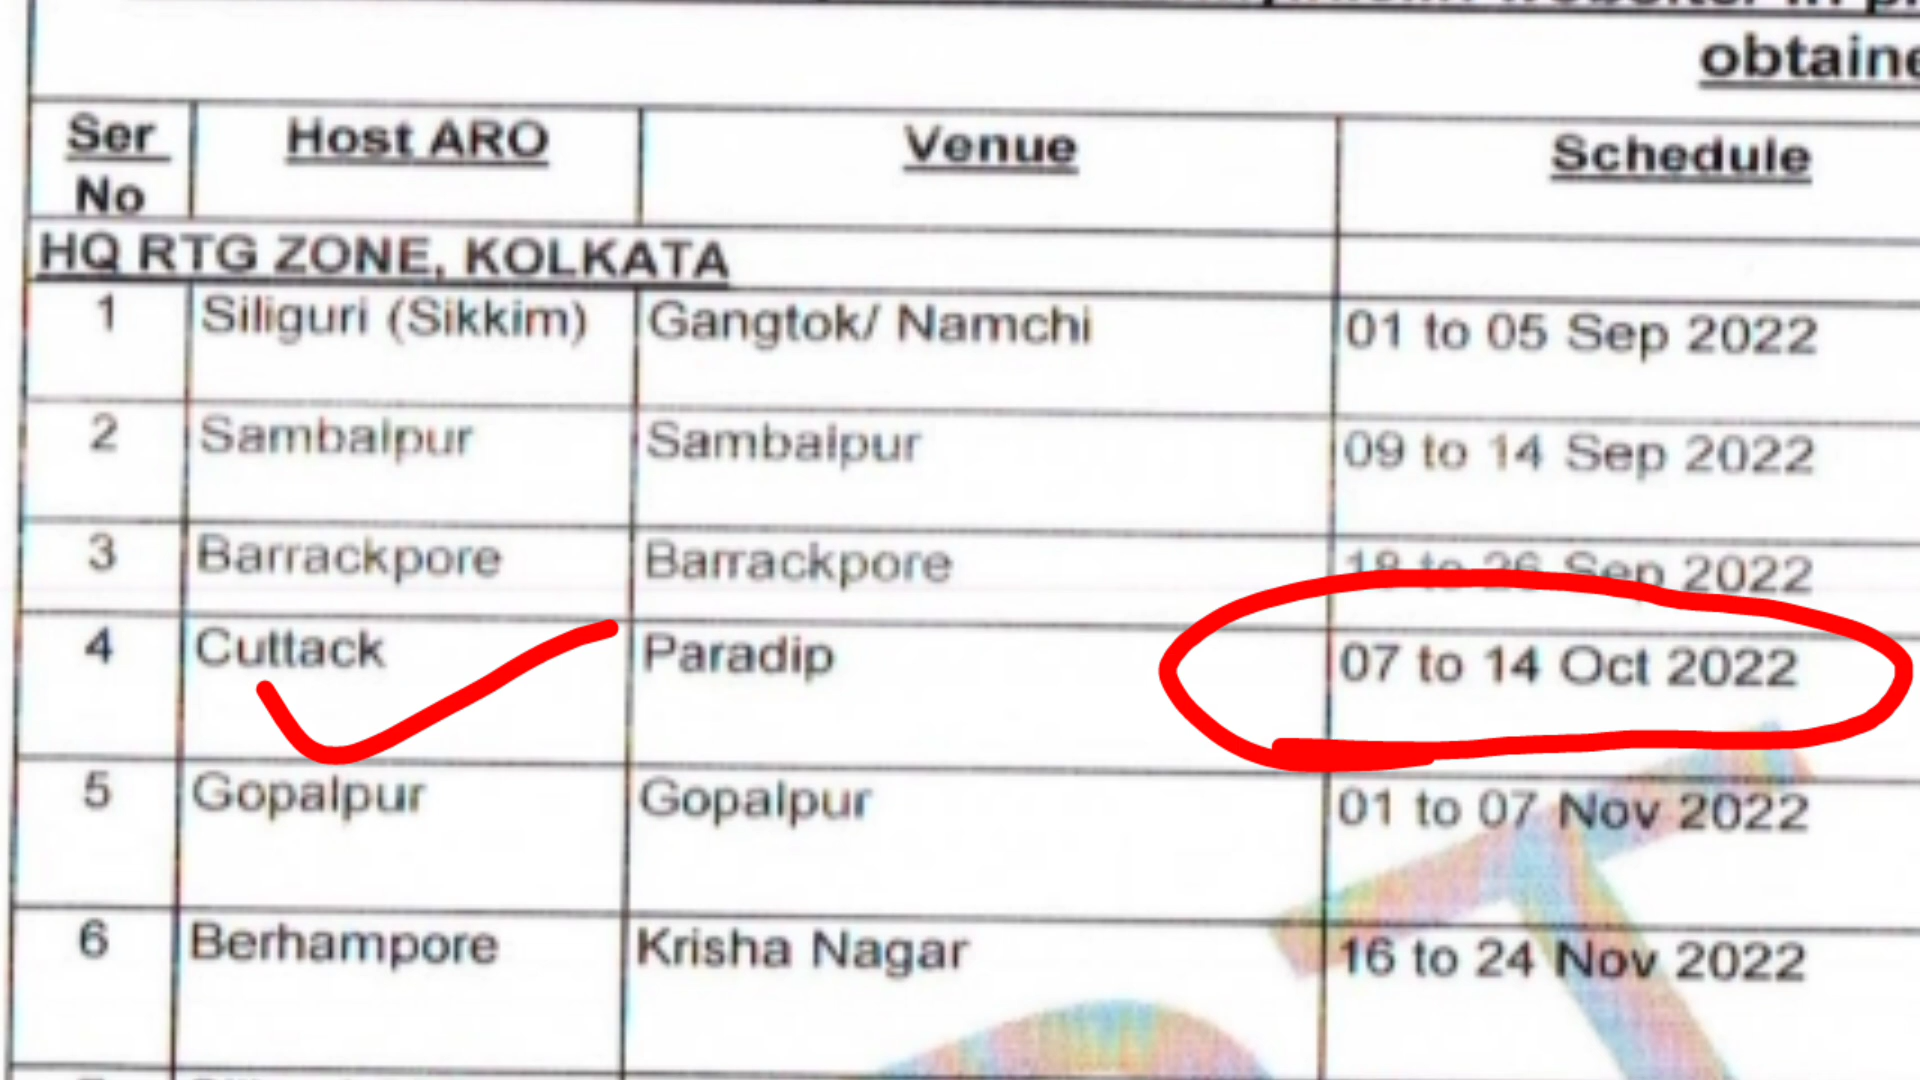 obtaine
Ser No Host ARO Venue Schedule
HQ RTG ZONE, KOLKATA
1 Siliguri (Sikkim) Gangtok/ Namchi 01 to 05 Sep 2022
2 Sambalpur Sambalpur 09 to 14 Sep 2022
3 Barrackpore Barrackpore 18 to 26 Sep 2022
4 Cuttack Paradip 07 to 14 Oct 2022
5 Gopalpur Gopalpur 01 to 07 Nov 2022
6 Berhampore Krisha Nagar 16 to 24 Nov 2022